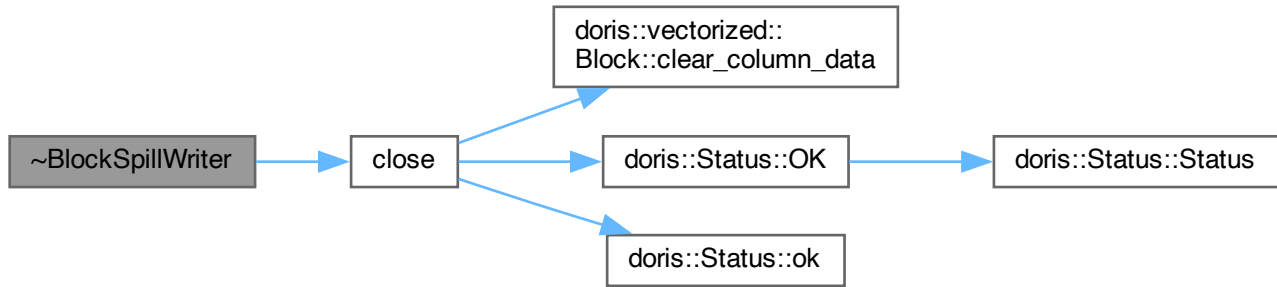 doris::vectorized::
Block::clear_column_data
~BlockSpillWriter
close
doris::Status::OK
doris::Status::Status
doris::Status::ok